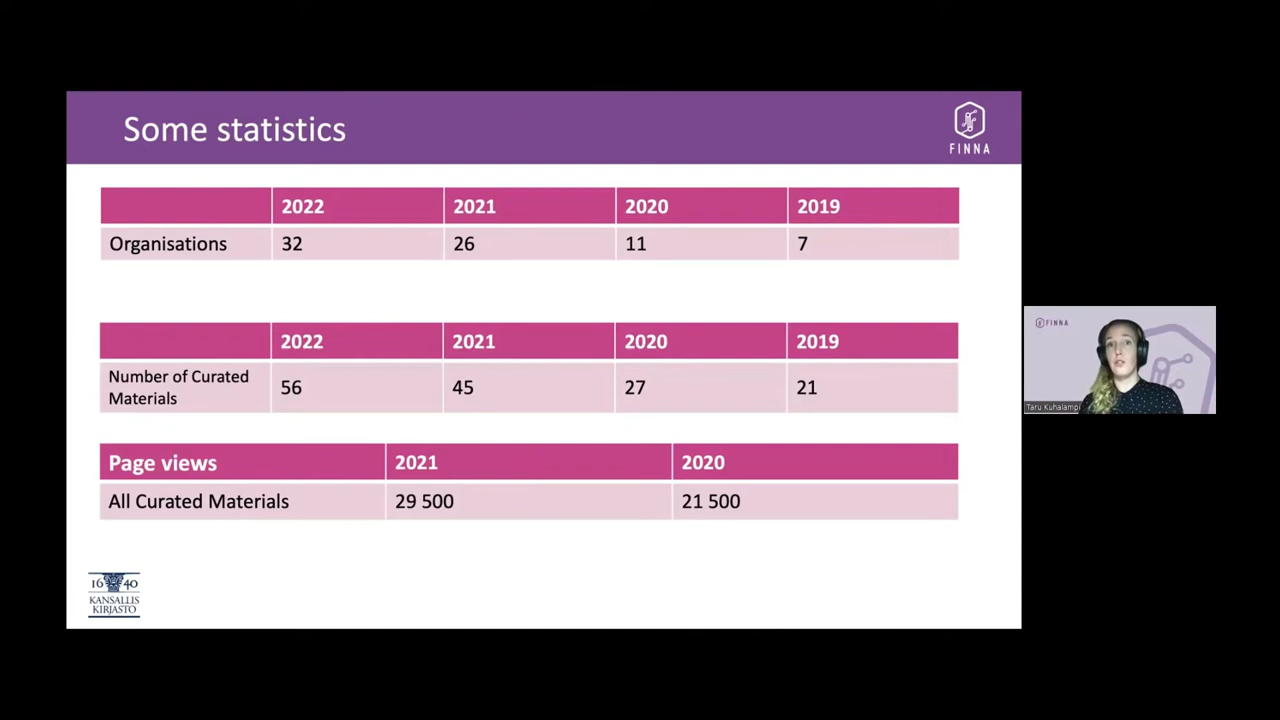 Some statistics
FINNA
2022 2021 2020 2019
Organisations 32 26 11 7
2022 2021 2020 2019
Number of Curated
Materials 56 45 27 21
Page views 2021 2020
All Curated Materials 29 500 21 500
1640
KANSALLIS
KIRJASTO
FINNA
Taru Kuhalampi